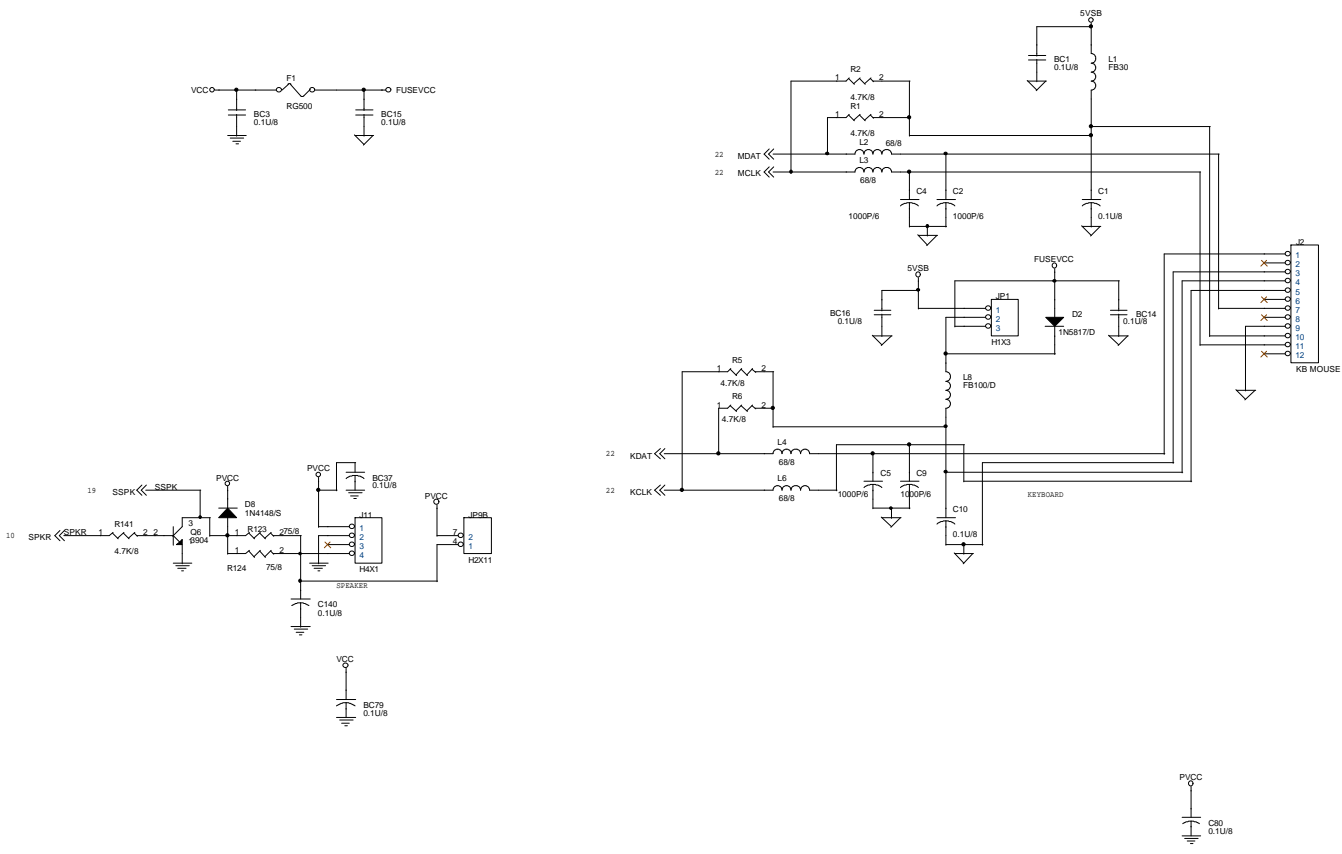 5VSB
BC1
0.1U/8
L1
FB30
F1
VCC
FUSEVCC
RG500
BC3
0.1U/8
BC15
0.1U/8
R2
1
2
4.7K/8
R1
1
2
4.7K/8
L2
68/8
22
MDAT
L3
22
MCLK
68/8
C4
C2
C1
1000P/6
1000P/6
0.1U/8
J2
1
2
3
4
5
6
7
8
9
10
11
12
KB MOUSE
5VSB
FUSEVCC
JP1
1
2
3
H1X3
BC16
0.1U/8
D2
1N5817/D
BC14
0.1U/8
R5
1
2
4.7K/8
R6
1
2
4.7K/8
L8
FB100/D
L4
22
KDAT
68/8
L6
22
KCLK
68/8
C5
C9
1000P/6
1000P/6
KEYBOARD
C10
0.1U/8
19
SSPK
SSPK
PVCC
D8
1N4148/S
PVCC
BC37
0.1U/8
PVCC
10
SPKR
SPKR
R141
1
2
2
4.7K/8
3
Q6
3904
1
R123
1
2
75/8
R124
1
2
75/8
J11
1
2
3
4
H4X1
SPEAKER
JP9B
7
2
4
1
H2X11
C140
0.1U/8
VCC
BC79
0.1U/8
PVCC
C80
0.1U/8